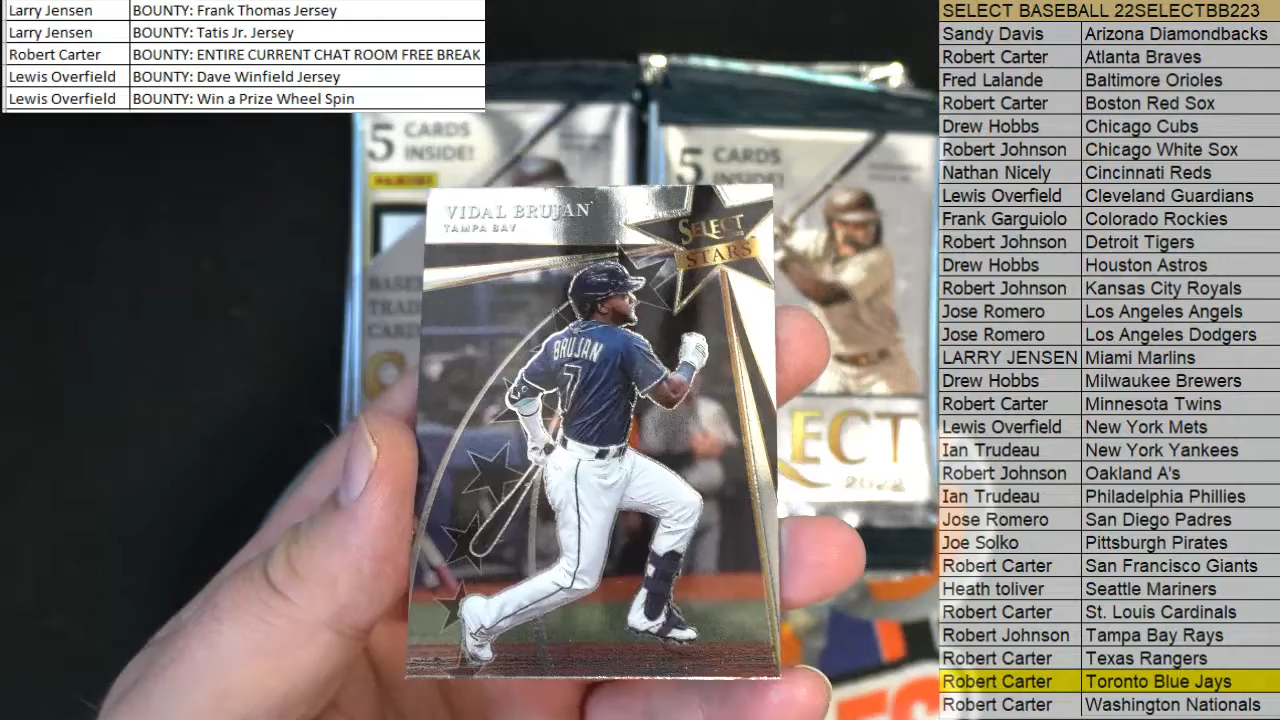 Larry Jensen BOUNTY: Frank Thomas Jersey
Larry Jensen BOUNTY: Tatis Jr. Jersey
Robert Carter BOUNTY: ENTIRE CURRENT CHAT ROOM FREE BREAK
Lewis Overfield BOUNTY: Dave Winfield Jersey
Lewis Overfield BOUNTY: Win a Prize Wheel Spin
5 CARDS
INSIDE!
PANINI
5 CARDS
INSIDE!
VIDAL BRUJAN
TAMPA BAY
SELECT
STARS
BRUJAN
7
2022
SELECT BASEBALL 22SELECTBB223
Sandy Davis Arizona Diamondbacks
Robert Carter Atlanta Braves
Fred Lalande Baltimore Orioles
Robert Carter Boston Red Sox
Drew Hobbs Chicago Cubs
Robert Johnson Chicago White Sox
Nathan Nicely Cincinnati Reds
Lewis Overfield Cleveland Guardians
Frank Garguiolo Colorado Rockies
Robert Johnson Detroit Tigers
Drew Hobbs Houston Astros
Robert Johnson Kansas City Royals
Jose Romero Los Angeles Angels
Jose Romero Los Angeles Dodgers
LARRY JENSEN Miami Marlins
Drew Hobbs Milwaukee Brewers
Robert Carter Minnesota Twins
Lewis Overfield New York Mets
Ian Trudeau New York Yankees
Robert Johnson Oakland A's
Ian Trudeau Philadelphia Phillies
Jose Romero San Diego Padres
Joe Solko Pittsburgh Pirates
Robert Carter San Francisco Giants
Heath toliver Seattle Mariners
Robert Carter St. Louis Cardinals
Robert Johnson Tampa Bay Rays
Robert Carter Texas Rangers
Robert Carter Toronto Blue Jays
Robert Carter Washington Nationals